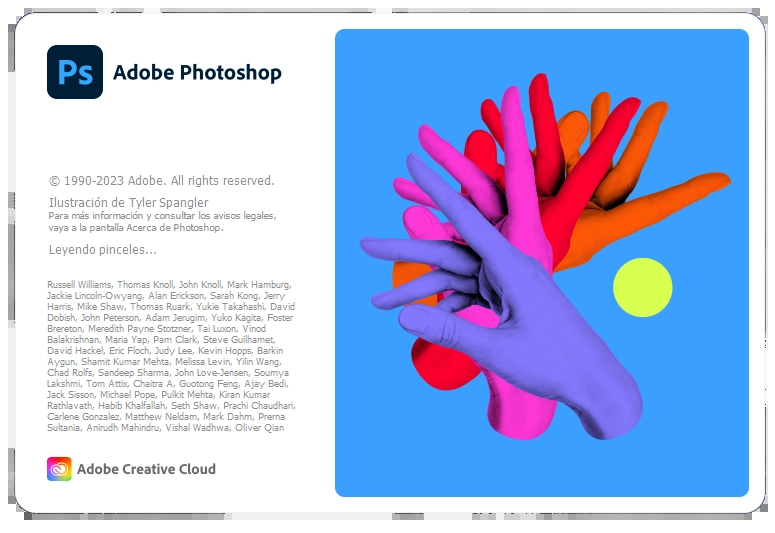 Ps
Adobe Photoshop
© 1990-2023 Adobe. All rights reserved.
Ilustración de Tyler Spangler
Para más información y consultar los avisos legales,
vaya a la pantalla Acerca de Photoshop.
Leyendo pinceles...
Russell Williams, Thomas Knoll, John Knoll, Mark Hamburg,
Jackie Lincoln-Owyang, Alan Erickson, Sarah Kong, Jerry
Harris, Mike Shaw, Thomas Ruark, Yukie Takahashi, David
Dobish, John Peterson, Adam Jerugim, Yuko Kagita, Foster
Brereton, Meredith Payne Stotzner, Tai Luxon, Vinod
Balakrishnan, Maria Yap, Pam Clark, Steve Guilhamet,
David Hackel, Eric Floch, Judy Lee, Kevin Hopps, Barkin
Aygun, Shamit Kumar Mehta, Melissa Levin, Yilin Wang,
Chad Rolfs, Sandeep Sharma, John Love-Jensen, Soumya
Lakshmi, Tom Attix, Chaitra A, Guotong Feng, Ajay Bedi,
Jack Sisson, Michael Pope, Pulkit Mehta, Kiran Kumar
Rathlavath, Habib Khalfallah, Seth Shaw, Prachi Chaudhari,
Carlene Gonzalez, Matthew Neldam, Mark Dahm, Prerna
Sultania, Anirudh Mahindru, Vishal Wadhwa, Oliver Qian
Adobe Creative Cloud